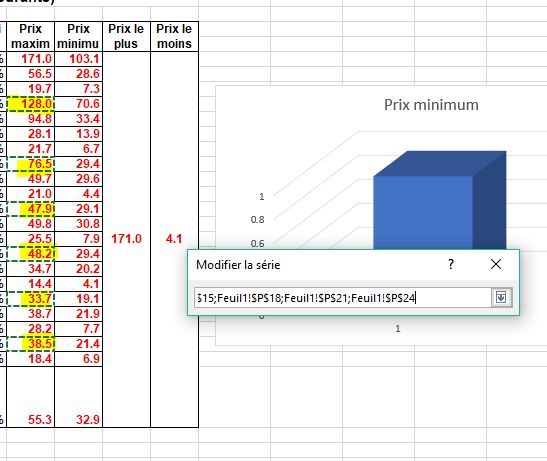 Prix Prix Prix le Prix le
maxim minimu plus moins
% 171.0 103.1
% 56.5 28.6
% 19.7 7.3
% 128.0 70.6
% 94.8 33.4
% 28.1 13.9
% 21.7 6.7
% 76.5 29.4
% 49.7 29.6
% 21.0 4.4
% 47.9 29.1
% 49.8 30.8
% 25.5 7.9 171.0 4.1
% 48.2 29.4
% 34.7 20.2
% 14.4 4.1
% 33.7 19.1
% 38.7 21.9
% 28.2 7.7
% 38.5 21.4
% 18.4 6.9
% 55.3 32.9
Prix minimum
1
0.8
0.6
Modifier la série ? ×
$15;Feuil1!$P$18;Feuil1!$P$21;Feuil1!$P$24
0
1